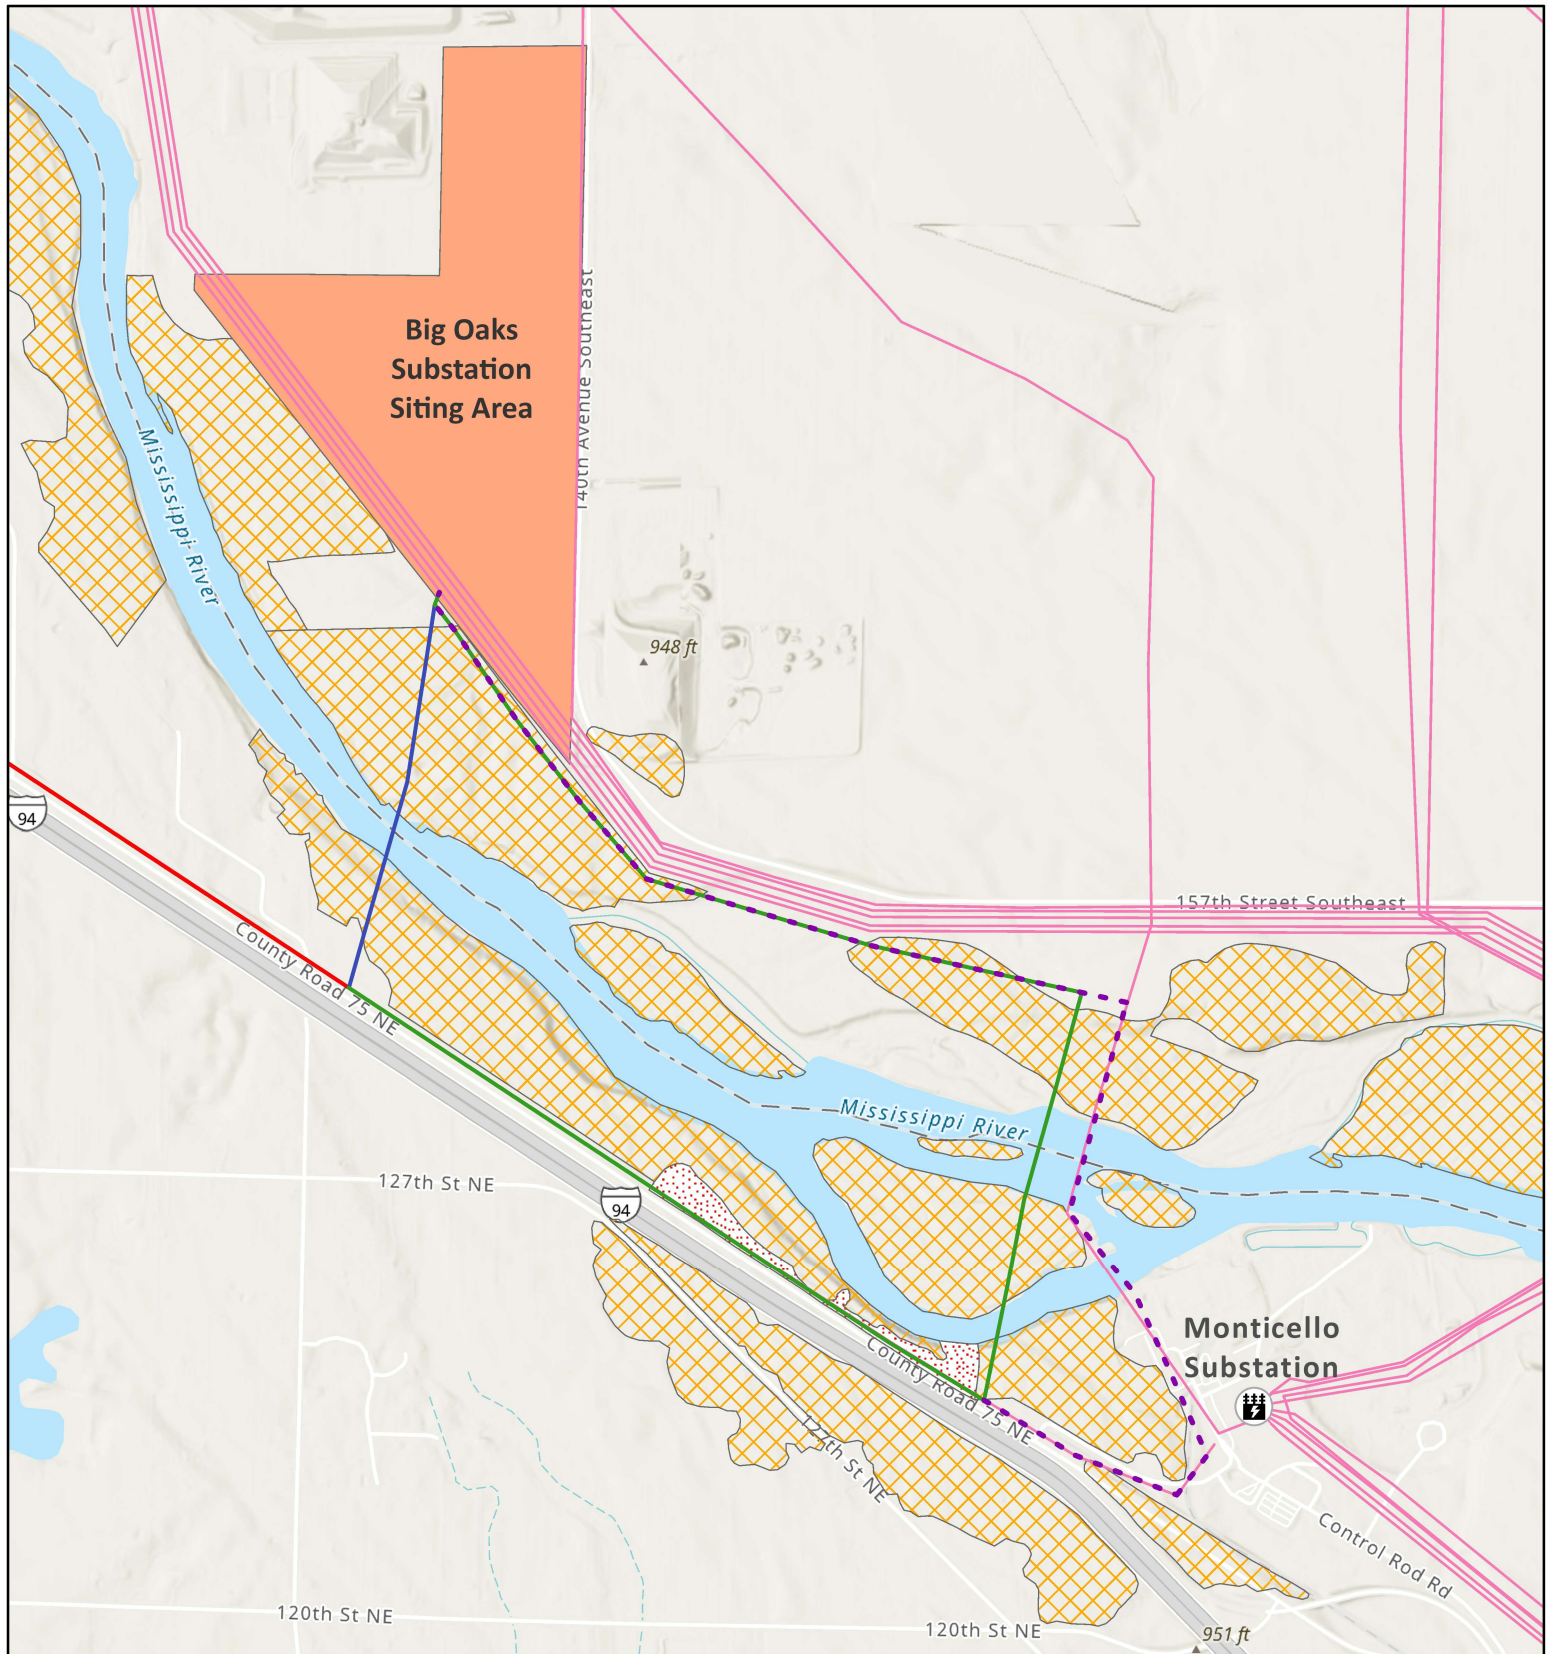 Big Oaks
Substation
Siting Area
140th Avenue Southeast
Mississippi River
948 ft
94
157th Street Southeast
County Road 75 NE
Mississippi River
127th St NE
94
Monticello
Substation
County Road 75 NE
127th St NE
Control Rod Rd
120th St NE
120th St NE
951 ft